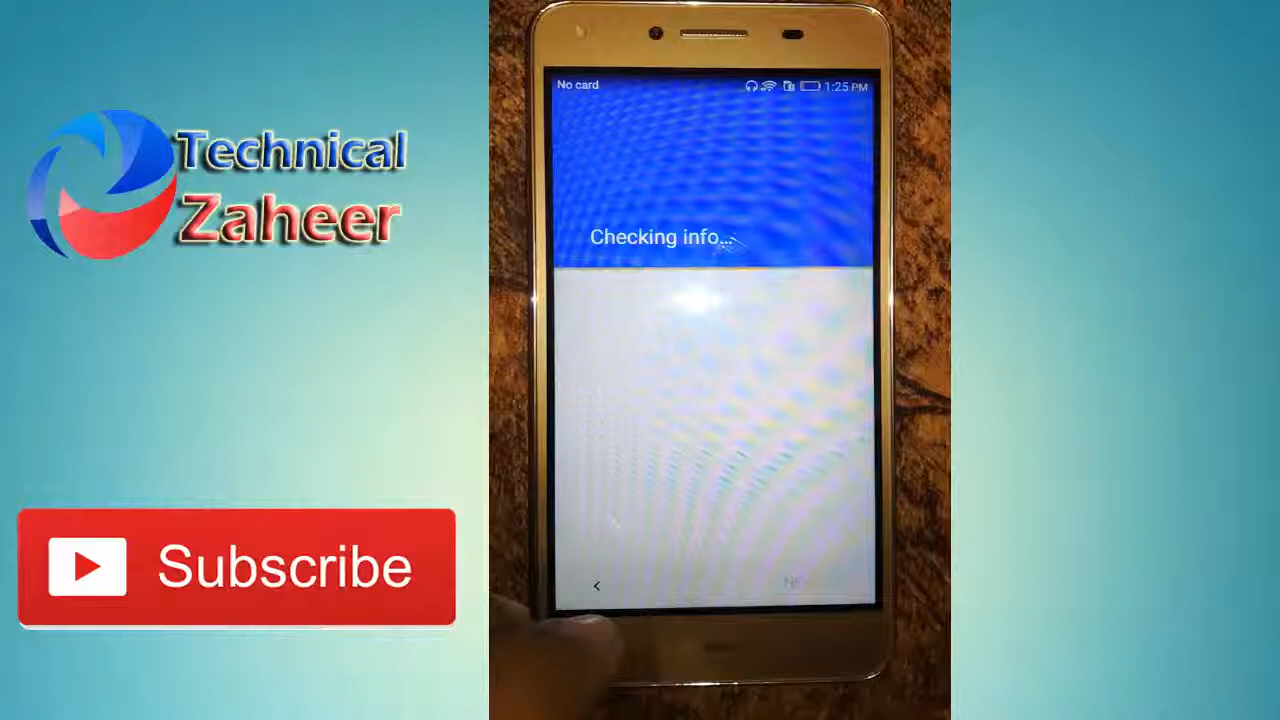 Technical
Zaheer
Subscribe
No card
1:25 PM
Checking info...